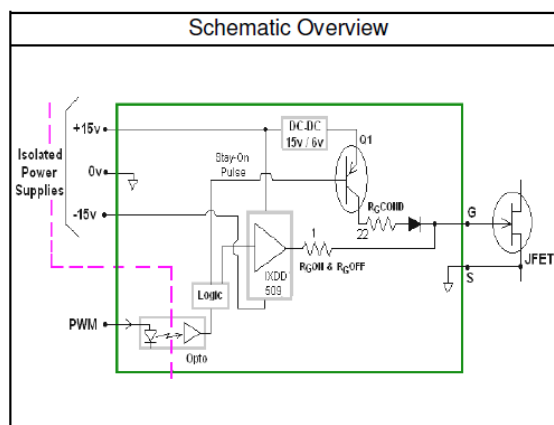 Schematic Overview
+15v
DC-DC
15v / 6v
Q1
Isolated
Power
Supplies
0v
Stay-On
Pulse
-15v
RGCOND
22
G
1
RGON & RGOFF
IXDD
509
JFET
S
Logic
PWM
Opto